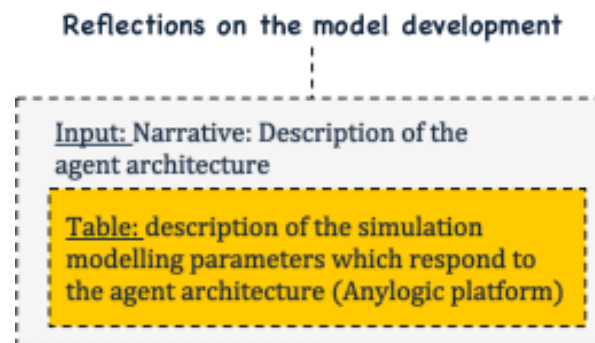 Reflections on the model development
Input: Narrative: Description of the
agent architecture
Table: description of the simulation
modelling parameters which respond to
the agent architecture (Anylogic platform)